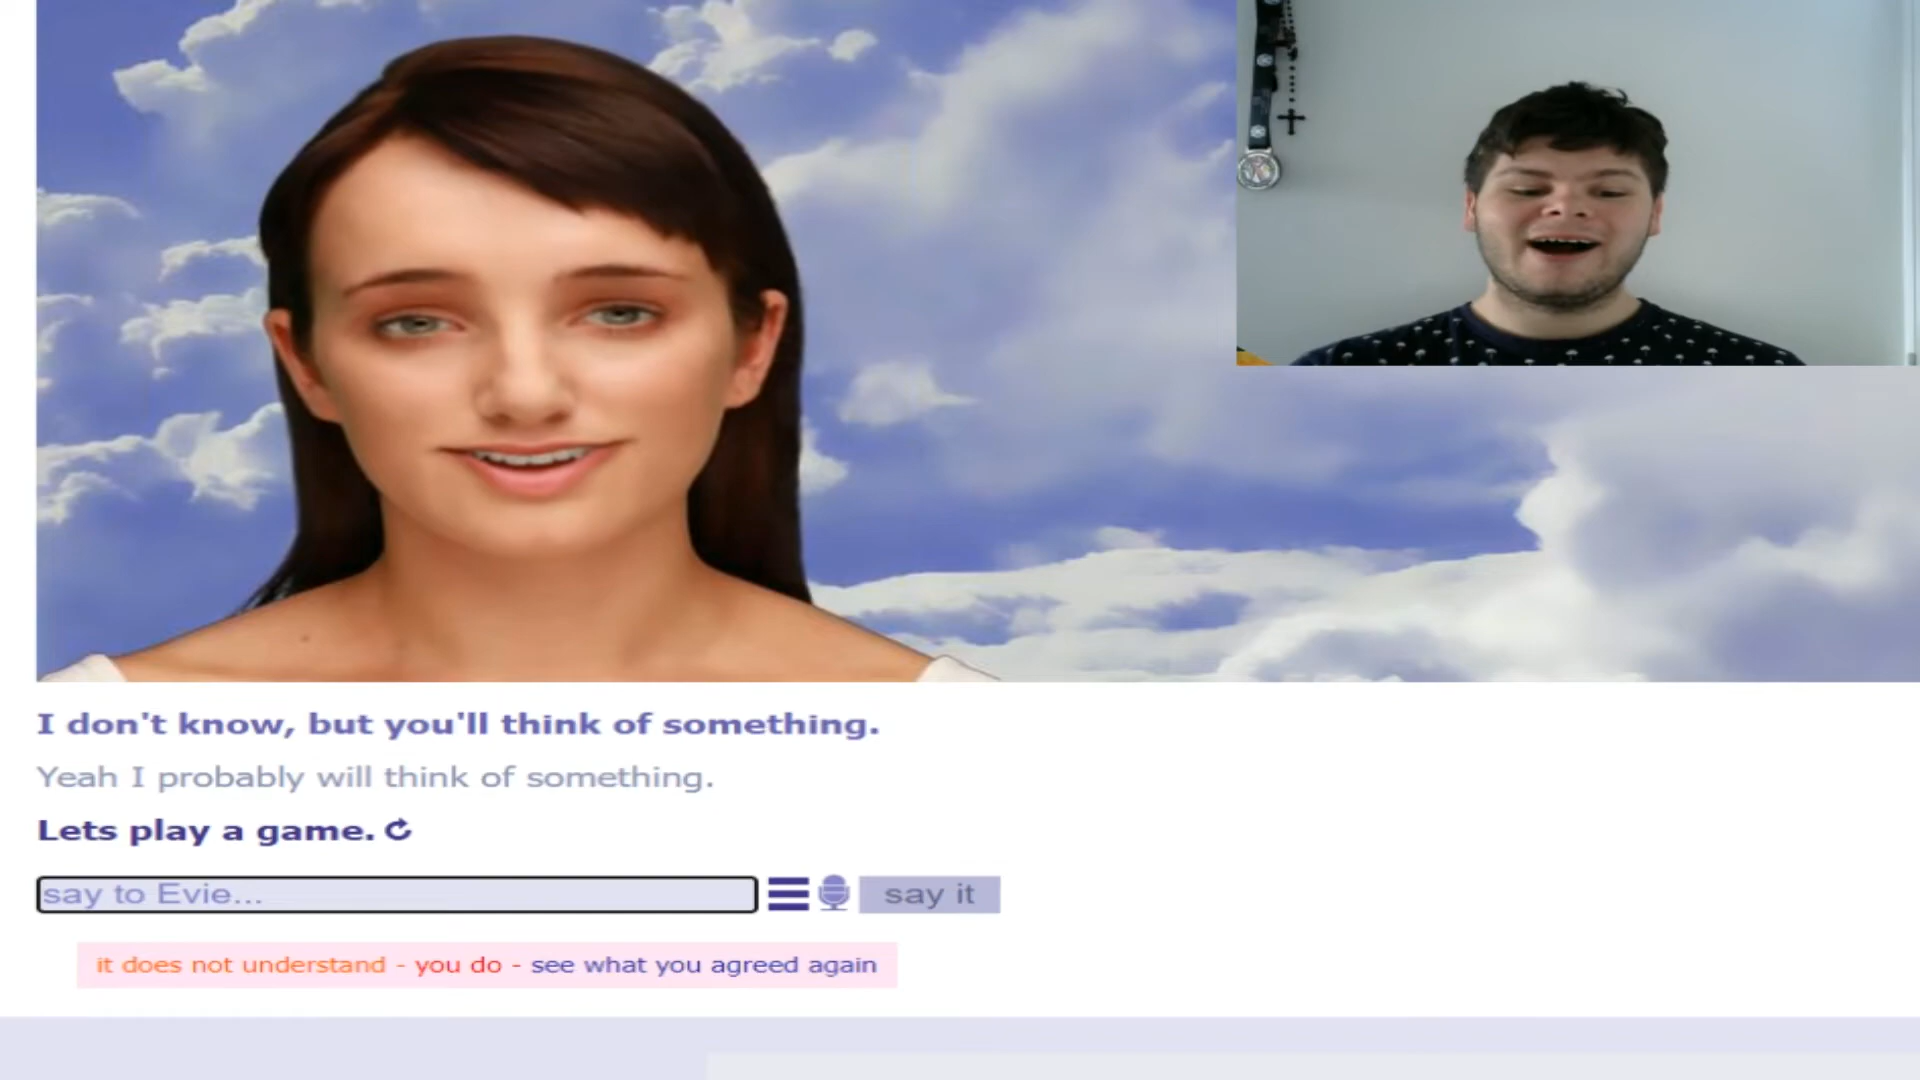 I don't know, but you'll think of something.
Yeah I probably will think of something.
Lets play a game.
say to Evie...
say it
it does not understand - you do - see what you agreed again